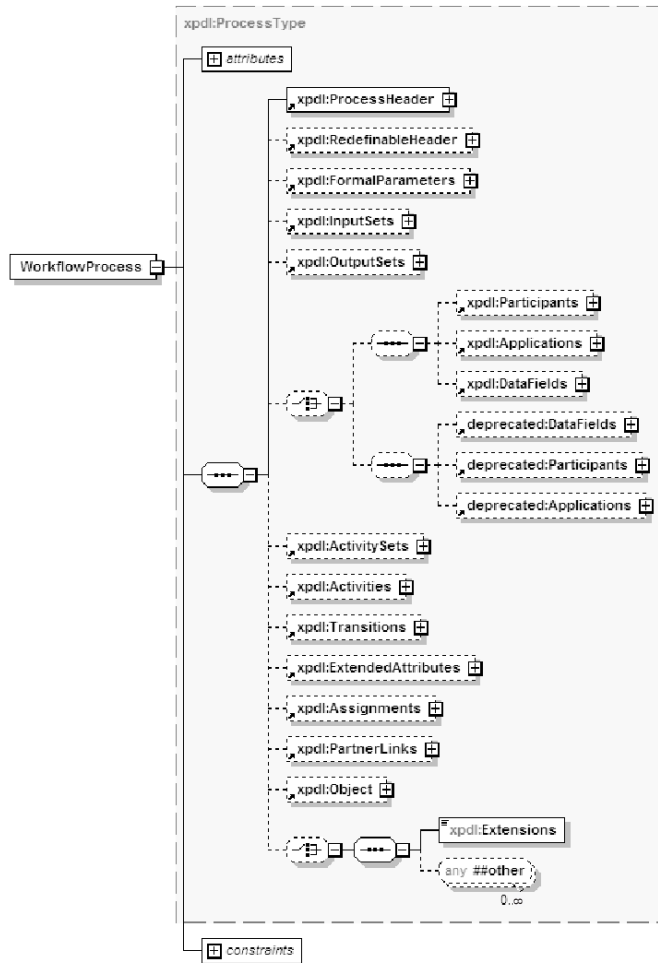 xpdl:ProcessType
attributes
xpdl:ProcessHeader
xpdl:RedefinableHeader
xpdl:FormalParameters
xpdl:InputSets
xpdl:OutputSets
WorkflowProcess
xpdl:Participants
xpdl:Applications
xpdl:DataFields
deprecated:DataFields
deprecated:Participants
deprecated:Applications
xpdl:ActivitySets
xpdl:Activities
xpdl:Transitions
xpdl:ExtendedAttributes
xpdl:Assignments
xpdl:PartnerLinks
xpdl:Object
xpdl:Extensions
any ##other
0..∞
constraints